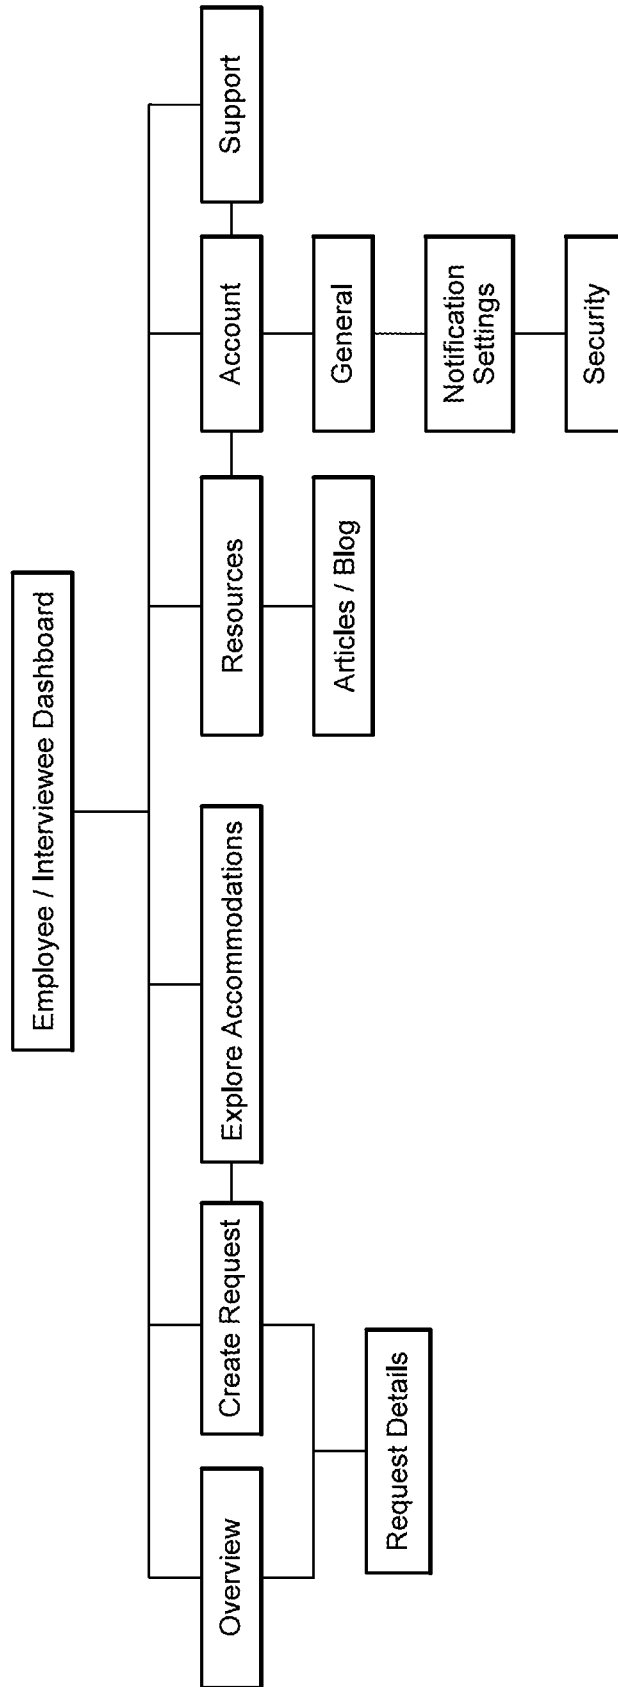 Employee / Interviewee Dashboard
Overview
Create Request
Explore Accommodations
Resources
Account
Support
Request Details
Articles / Blog
General
Notification
Settings
Security